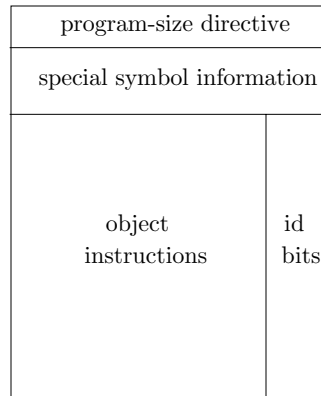 program-size directive
special symbol information
object
instructions
id
bits